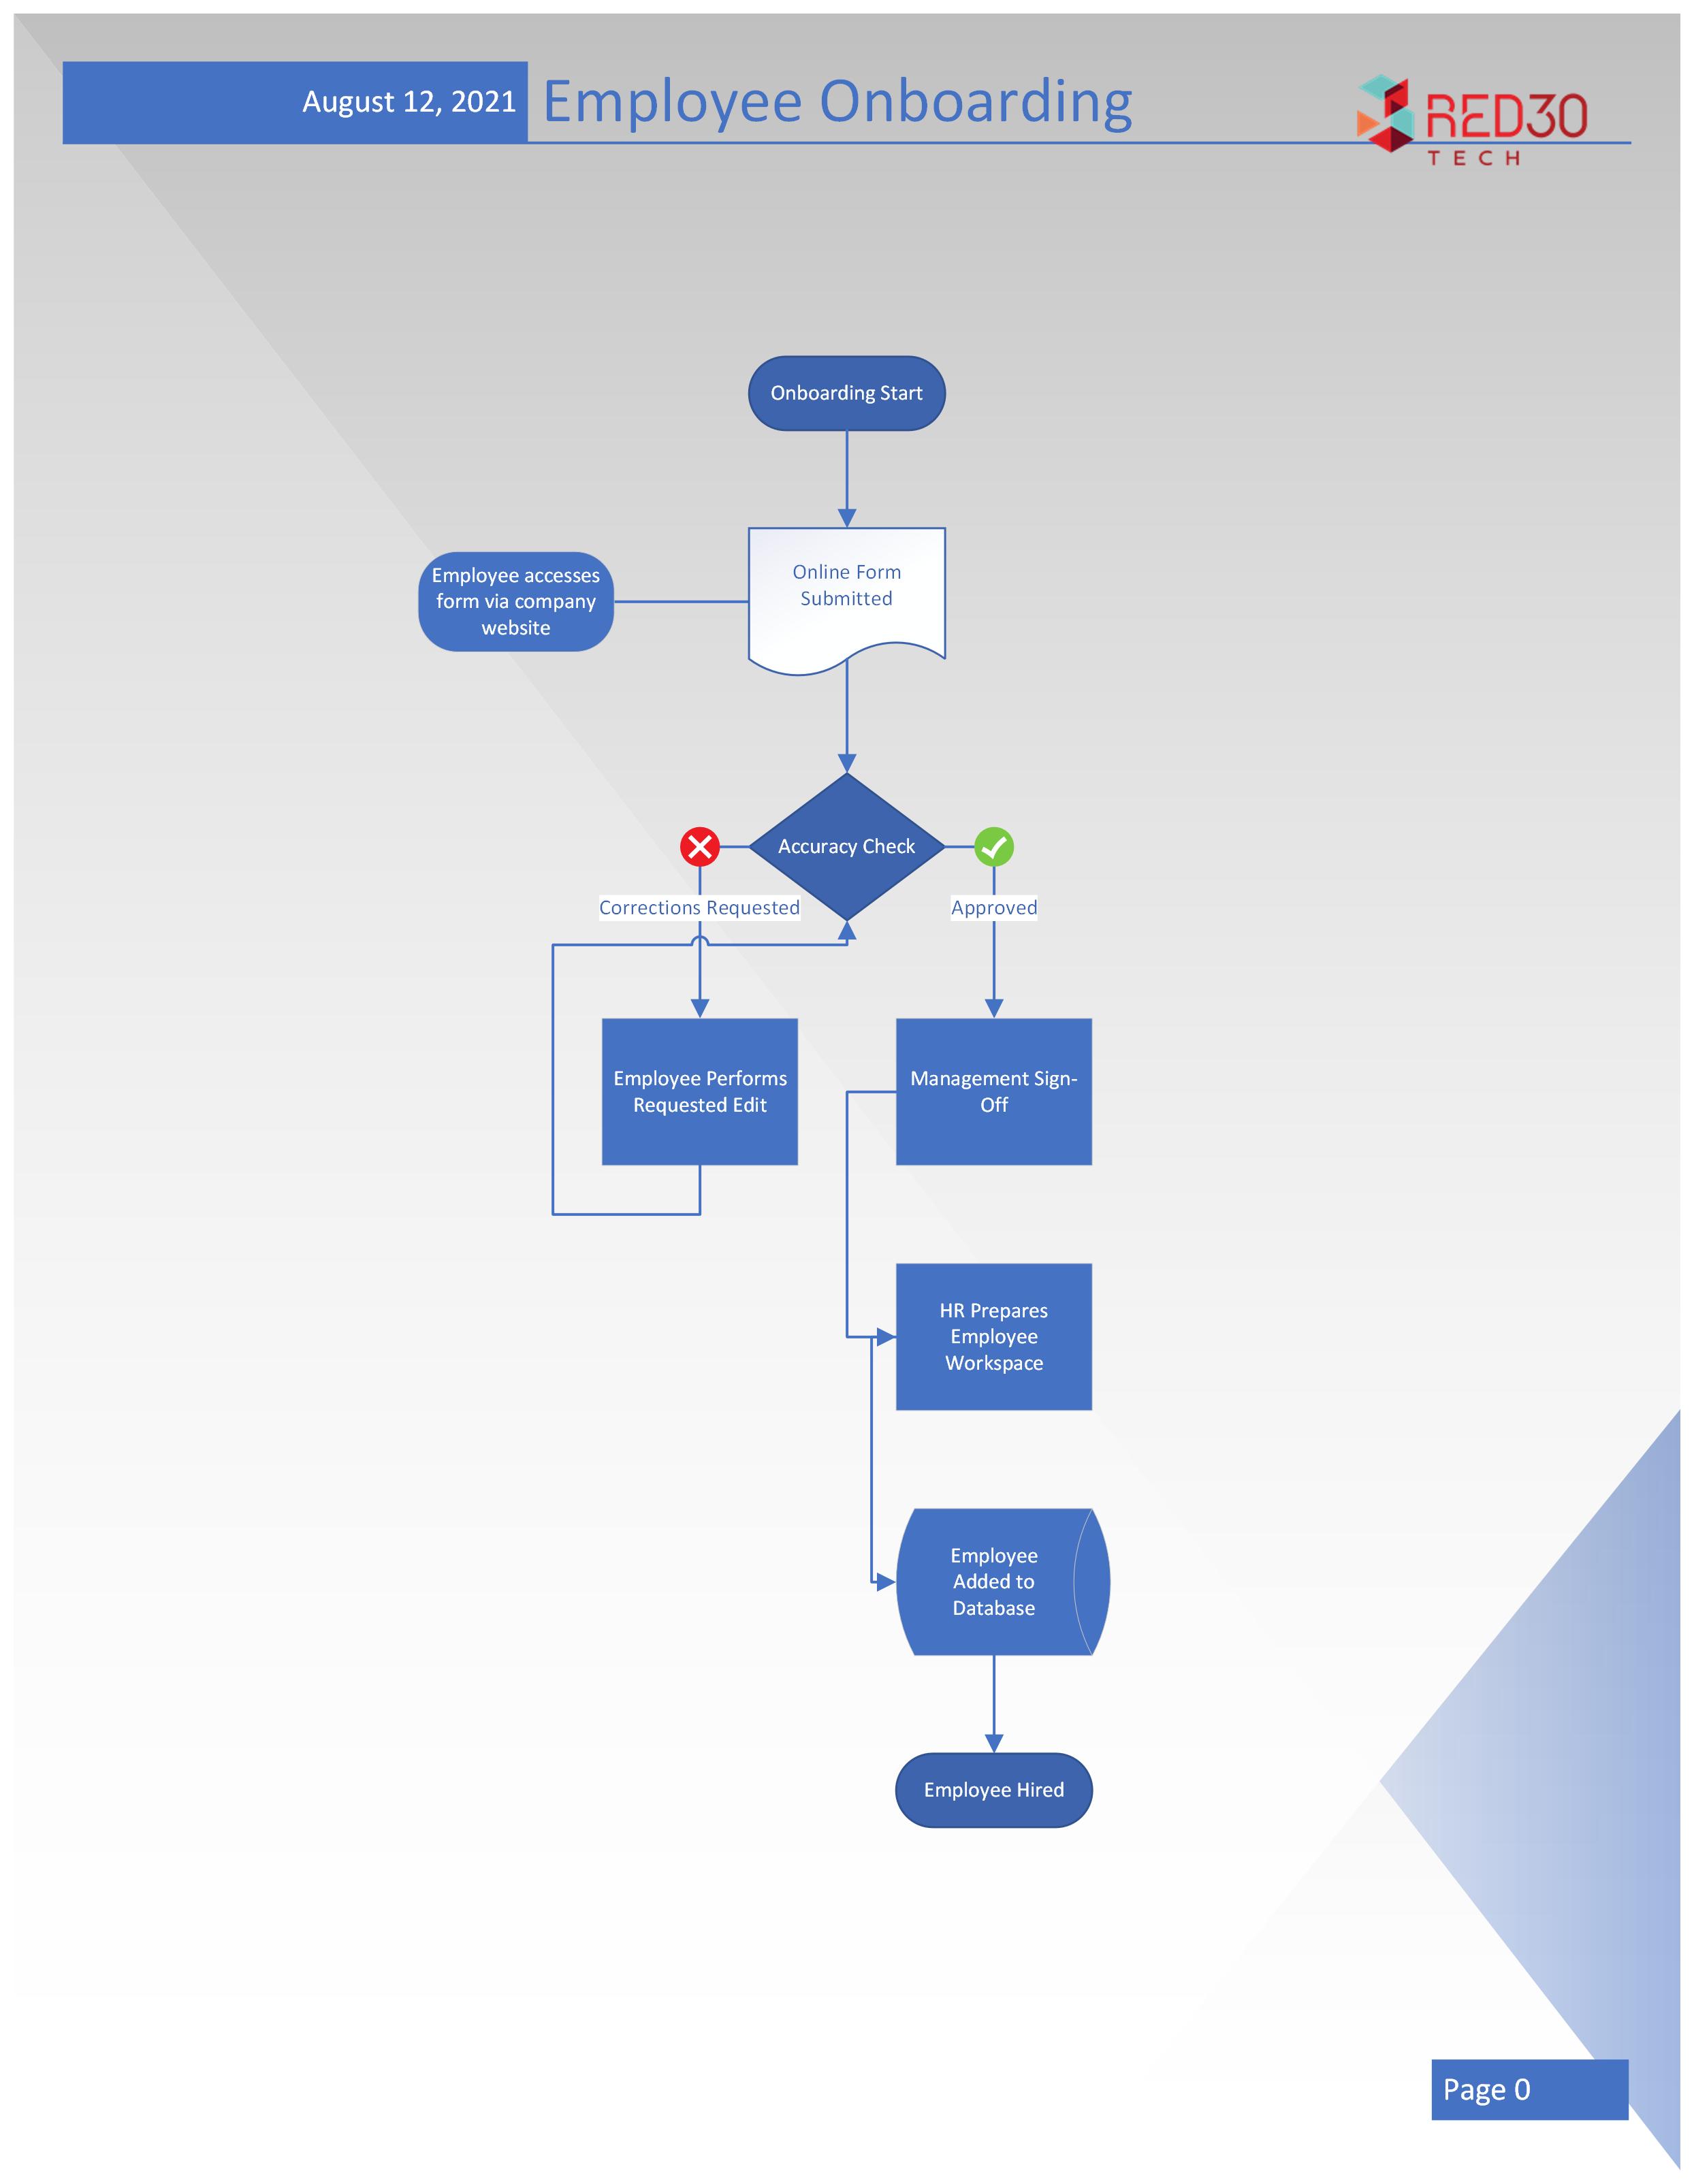 August 12, 2021
Employee Onboarding
RED30
TECH
Onboarding Start
Online Form
Submitted
Employee accesses
form via company
website
Accuracy Check
Corrections Requested
Approved
Employee Performs
Requested Edit
Management Sign-
Off
HR Prepares
Employee
Workspace
Employee
Added to
Database
Employee Hired
Page 0